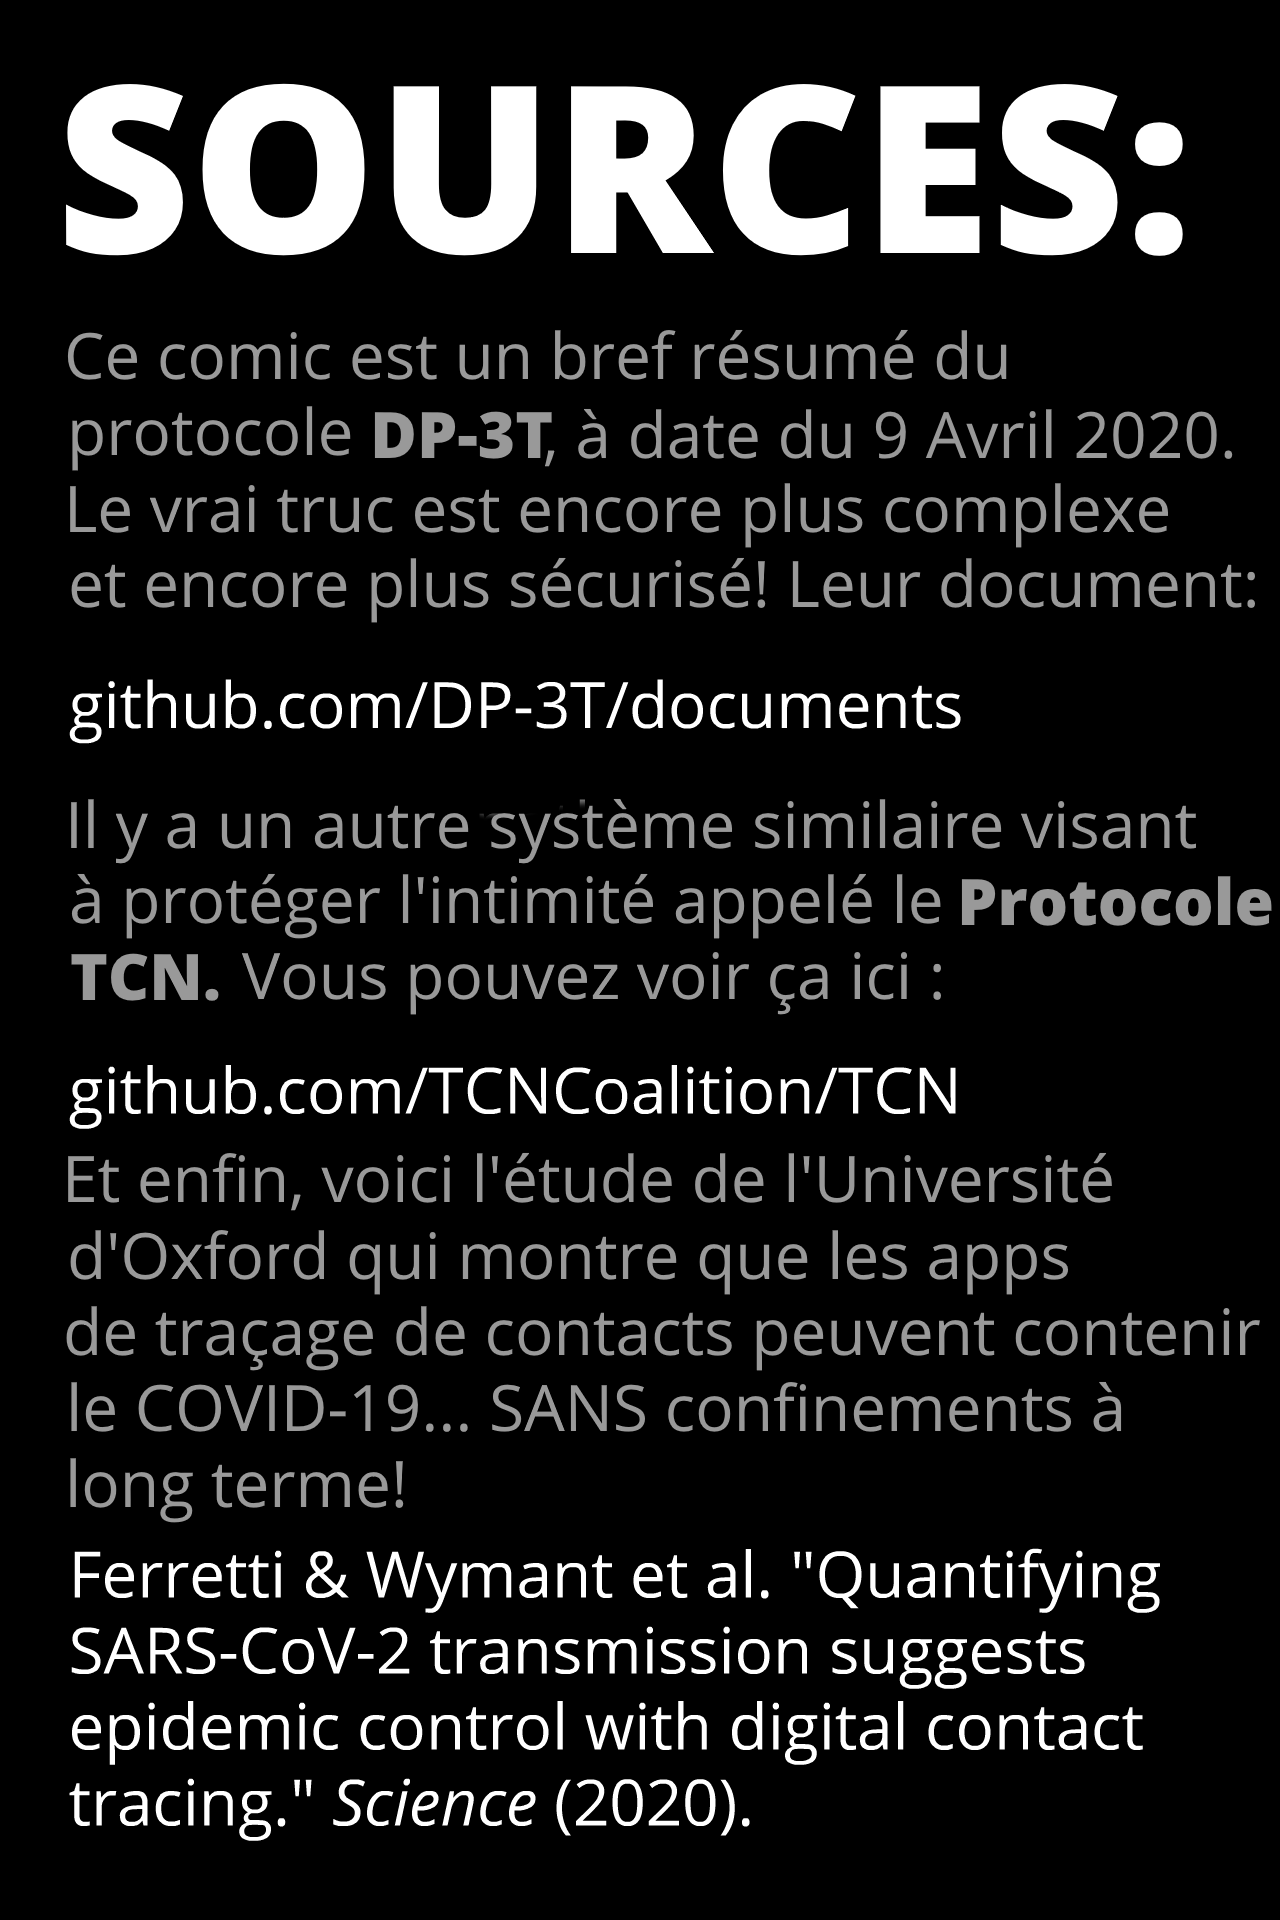 SOURCES:
Ce comic est un bref résumé du
protocole DP-3T, à date du 9 Avril 2020.
Le vrai truc est encore plus complexe
et encore plus sécurisé! Leur document:
github.com/DP-3T/documents
Il y a un autre système similaire visant
à protéger l'intimité appelé le Protocole
TCN. Vous pouvez voir ça ici :
github.com/TCNCoalition/TCN
Et enfin, voici l'étude de l'Université
d'Oxford qui montre que les apps
de traçage de contacts peuvent contenir
le COVID-19... SANS confinements à
long terme!
Ferretti & Wymant et al. "Quantifying
SARS-CoV-2 transmission suggests
epidemic control with digital contact
tracing." Science (2020).